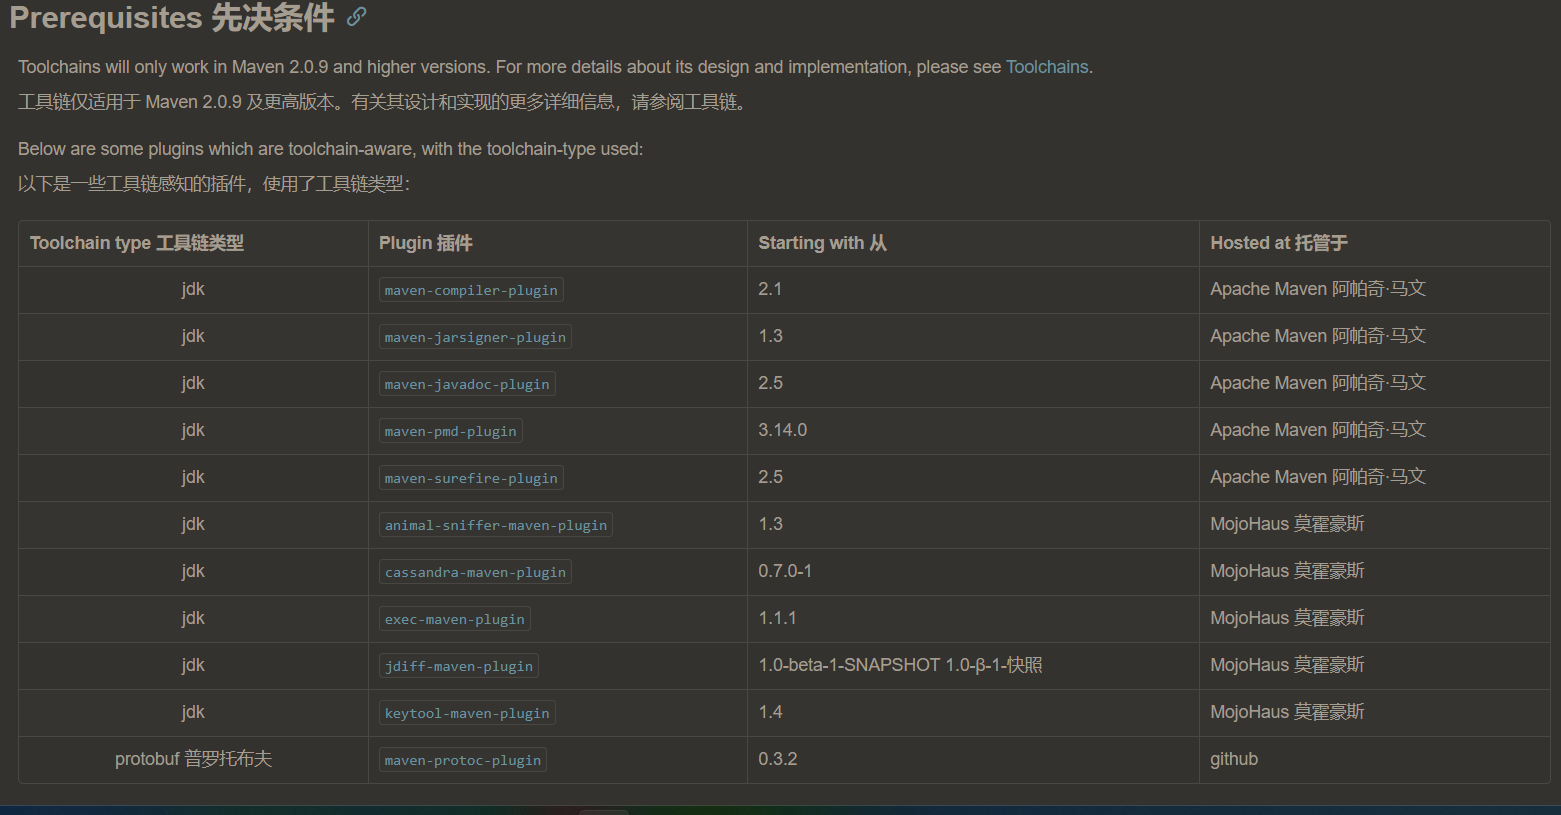 Prerequisites 先决条件
Toolchains will only work in Maven 2.0.9 and higher versions. For more details about its design and implementation, please see Toolchains.
工具链仅适用于 Maven 2.0.9 及更高版本。有关其设计和实现的更多详细信息，请参阅工具链。
Below are some plugins which are toolchain-aware, with the toolchain-type used:
以下是一些工具链感知的插件，使用了工具链类型：
Toolchain type 工具链类型 Plugin 插件 Starting with 从 Hosted at 托管于
jdk maven-compiler-plugin 2.1 Apache Maven 阿帕奇·马文
jdk maven-jarsigner-plugin 1.3 Apache Maven 阿帕奇·马文
jdk maven-javadoc-plugin 2.5 Apache Maven 阿帕奇·马文
jdk maven-pmd-plugin 3.14.0 Apache Maven 阿帕奇·马文
jdk maven-surefire-plugin 2.5 Apache Maven 阿帕奇·马文
jdk animal-sniffer-maven-plugin 1.3 MojoHaus 莫霍豪斯
jdk cassandra-maven-plugin 0.7.0-1 MojoHaus 莫霍豪斯
jdk exec-maven-plugin 1.1.1 MojoHaus 莫霍豪斯
jdk jdiff-maven-plugin 1.0-beta-1-SNAPSHOT 1.0-β-1-快照 MojoHaus 莫霍豪斯
jdk keytool-maven-plugin 1.4 MojoHaus 莫霍豪斯
protobuf 普罗托布夫 maven-protoc-plugin 0.3.2 github